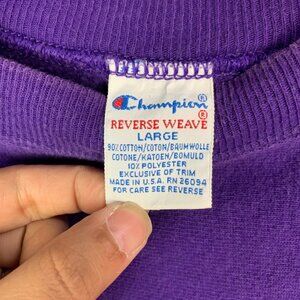 Champion®
REVERSE WEAVE®
LARGE
90% COTTON/COTON/BAUMWOLLE
COTONE/KATOEN/BOMULD
10% POLYESTER
EXCLUSIVE OF TRIM
MADE IN U.S.A. RN 26094
FOR CARE SEE REVERSE